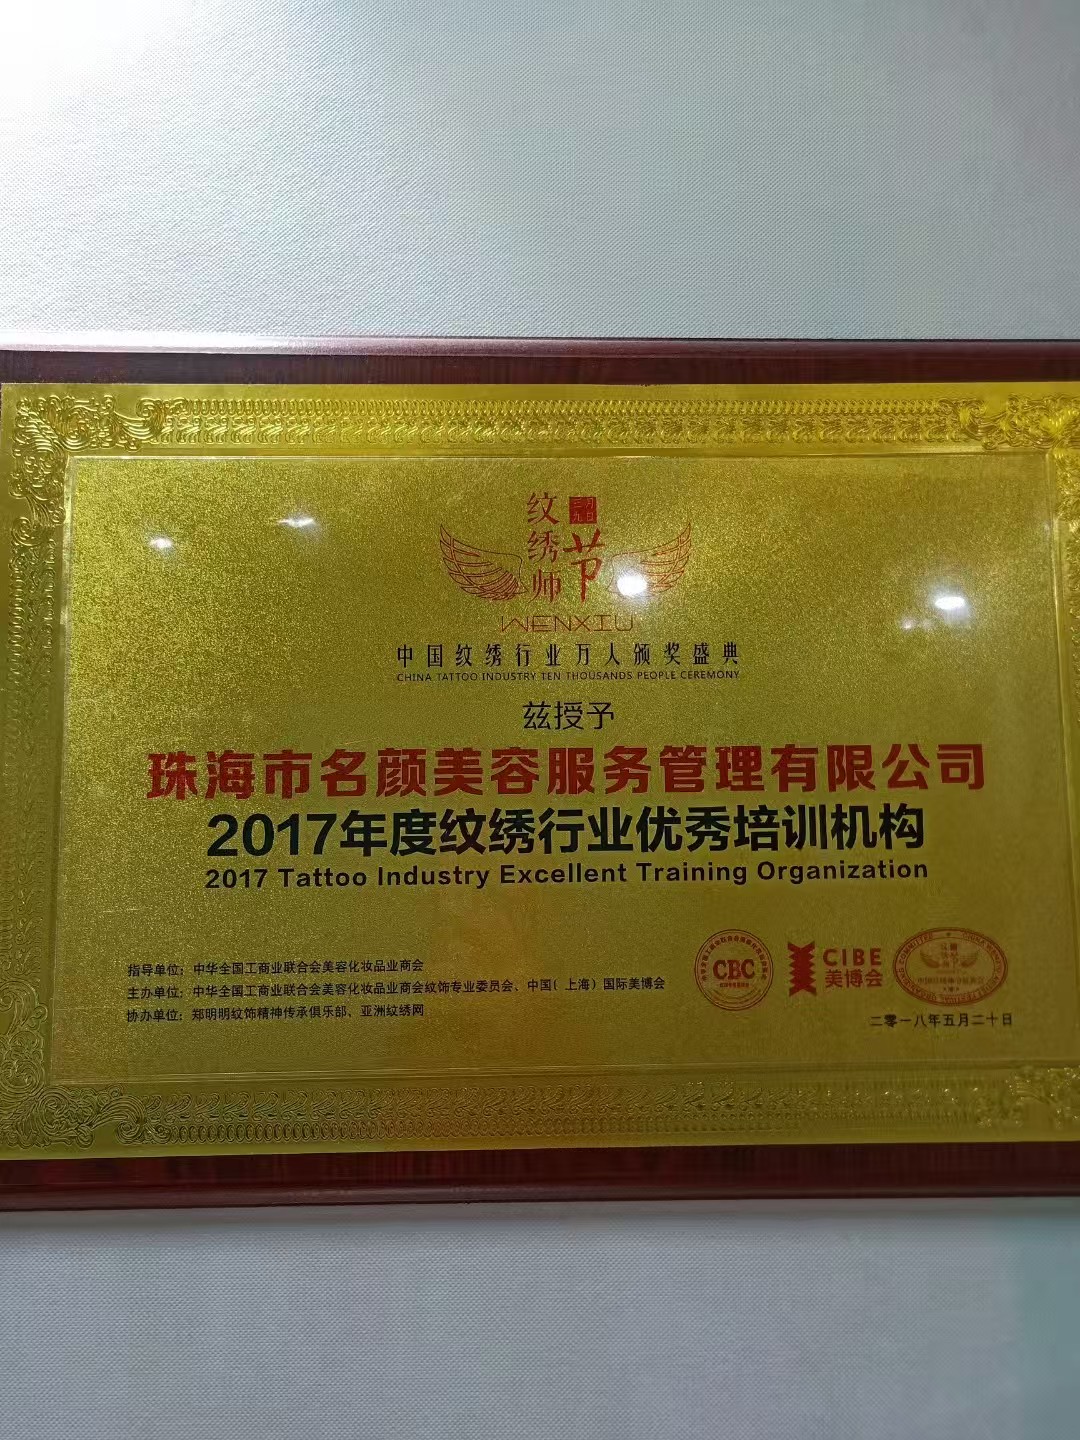 纹绣师节
三月九日
WENXIU
中国纹绣行业万人颁奖盛典
CHINA TATTOO INDUSTRY TEN THOUSANDS PEOPLE CEREMONY
兹授予
珠海市名颜美容服务管理有限公司
2017年度纹绣行业优秀培训机构
2017 Tattoo Industry Excellent Training Organization
指导单位：中华全国工商业联合会美容化妆品业商会
主办单位：中华全国工商业联合会美容化妆品业商会纹饰专业委员会、中国（上海）国际美博会
协办单位：郑明明纹饰精神传承俱乐部、亚洲纹绣网
CBC
CIBE
美博会
二零一八年五月二十日